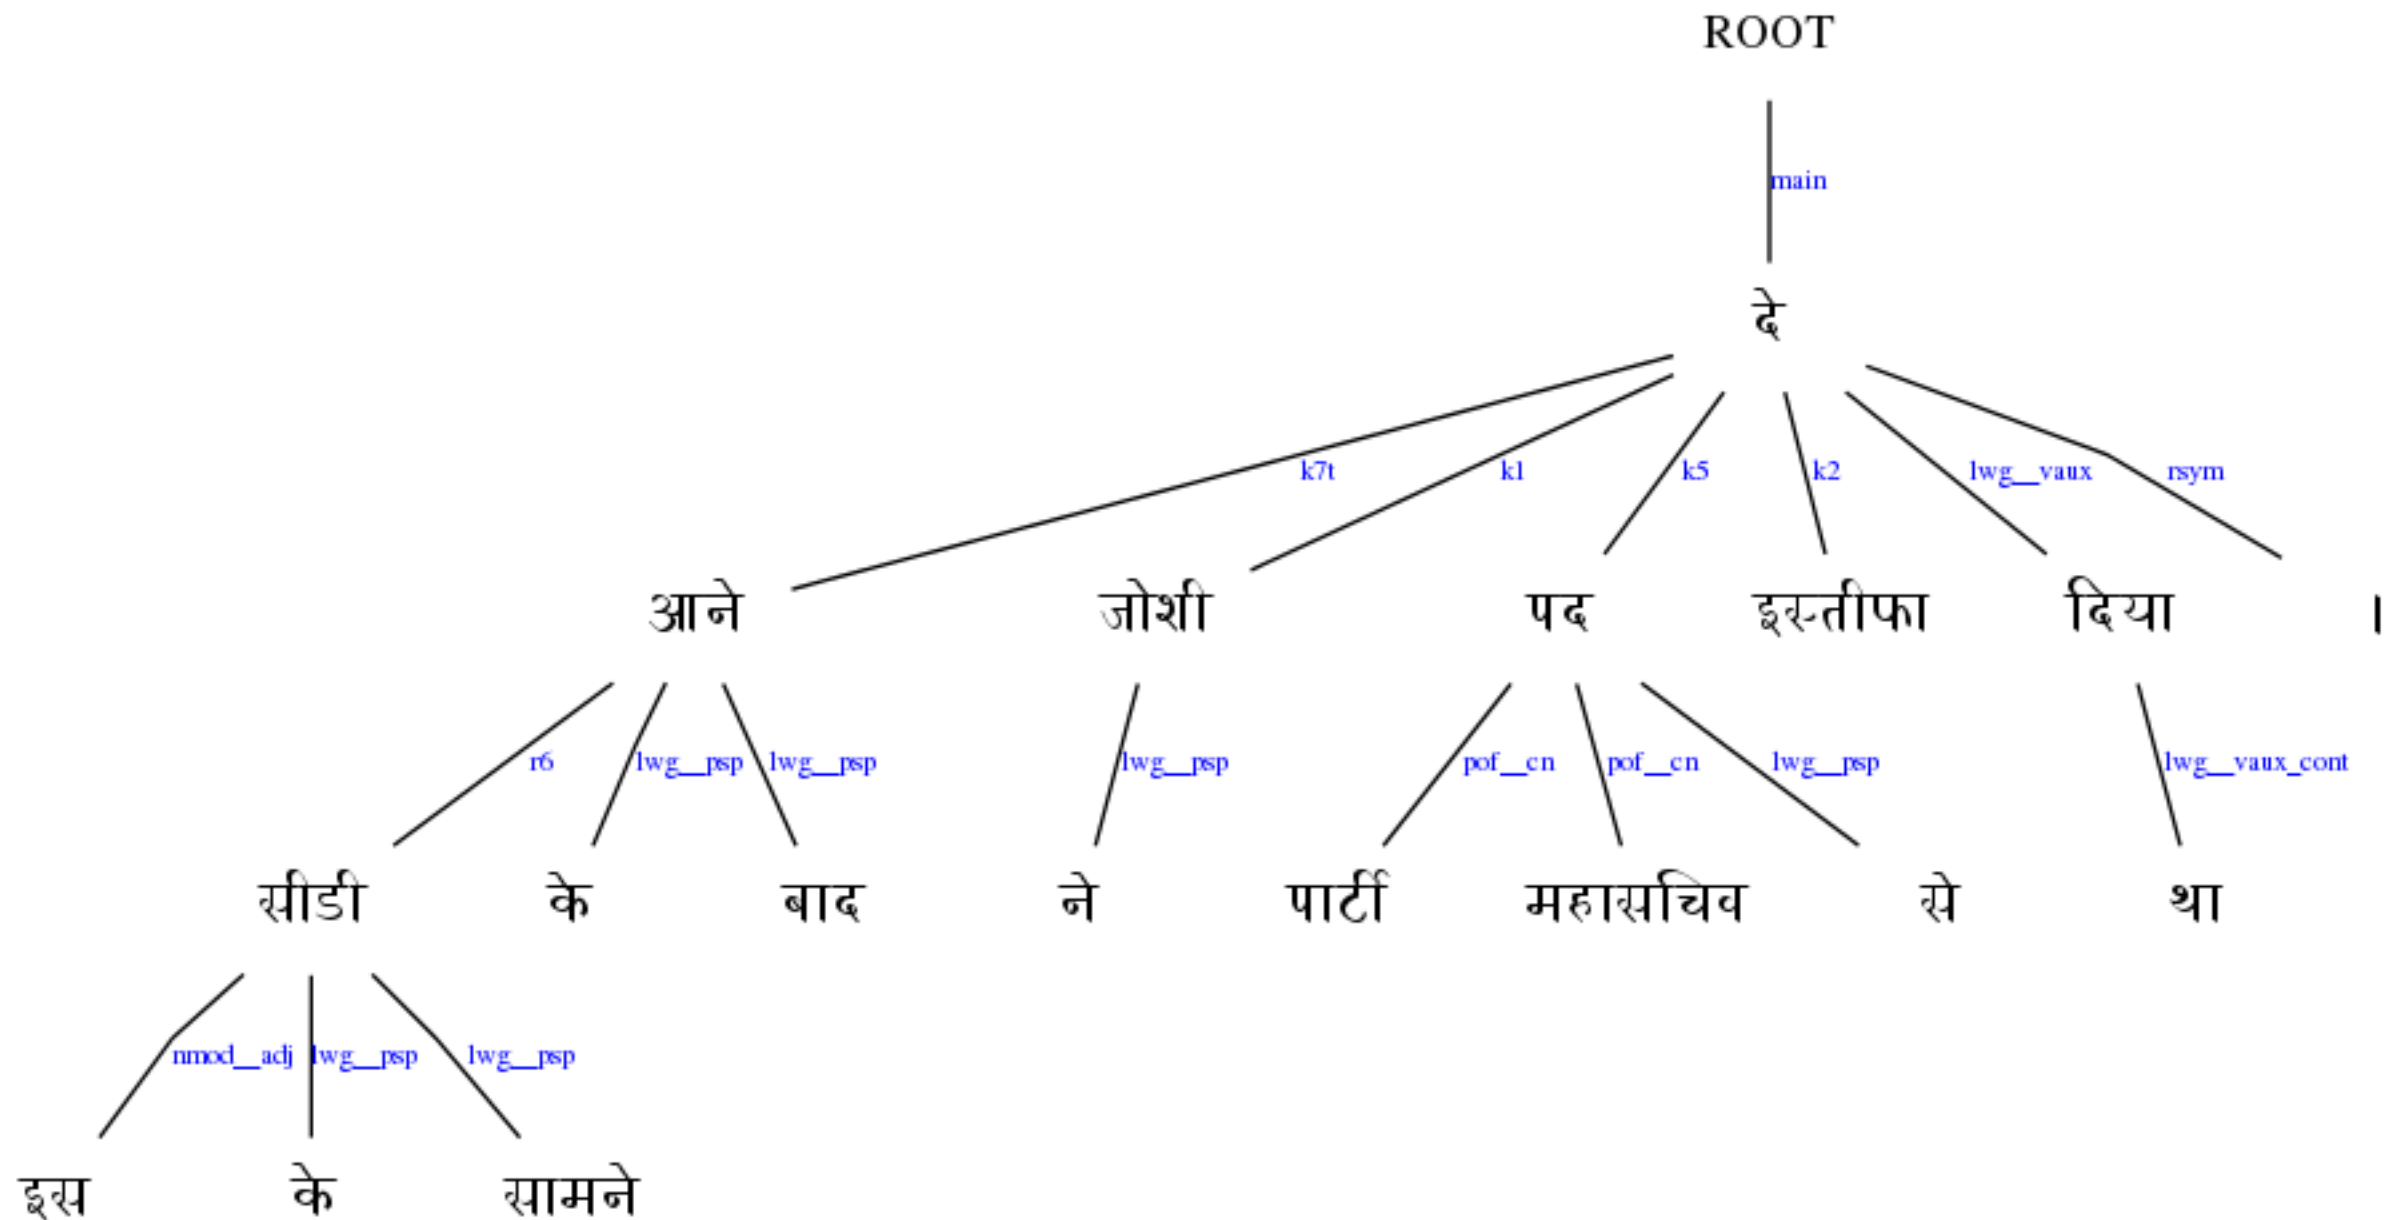 ROOT
main
दे
k7t k1 k5 k2 lwg__vaux rsym
आने जोशी पद इस्तीफा दिया ।
r6 lwg__psp lwg__psp lwg__psp pof__cn pof__cn lwg__psp lwg__vaux_cont
सीडी के बाद ने पार्टी महासचिव से था
nmod__adj lwg__psp lwg__psp
इस के सामने